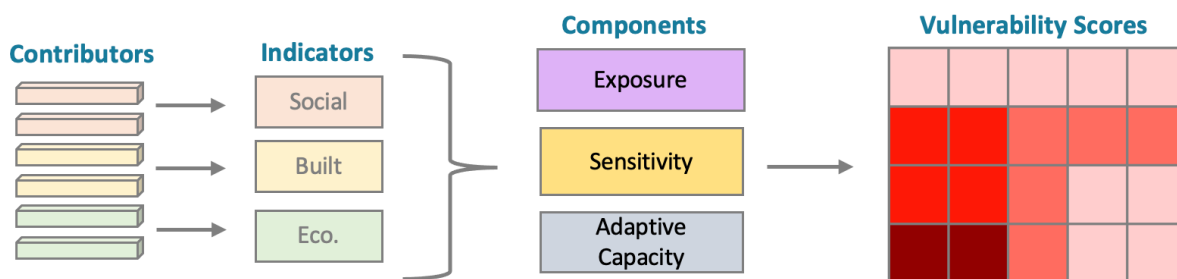 Contributors
Indicators
Social
Built
Eco.
Components
Exposure
Sensitivity
Adaptive
Capacity
Vulnerability Scores